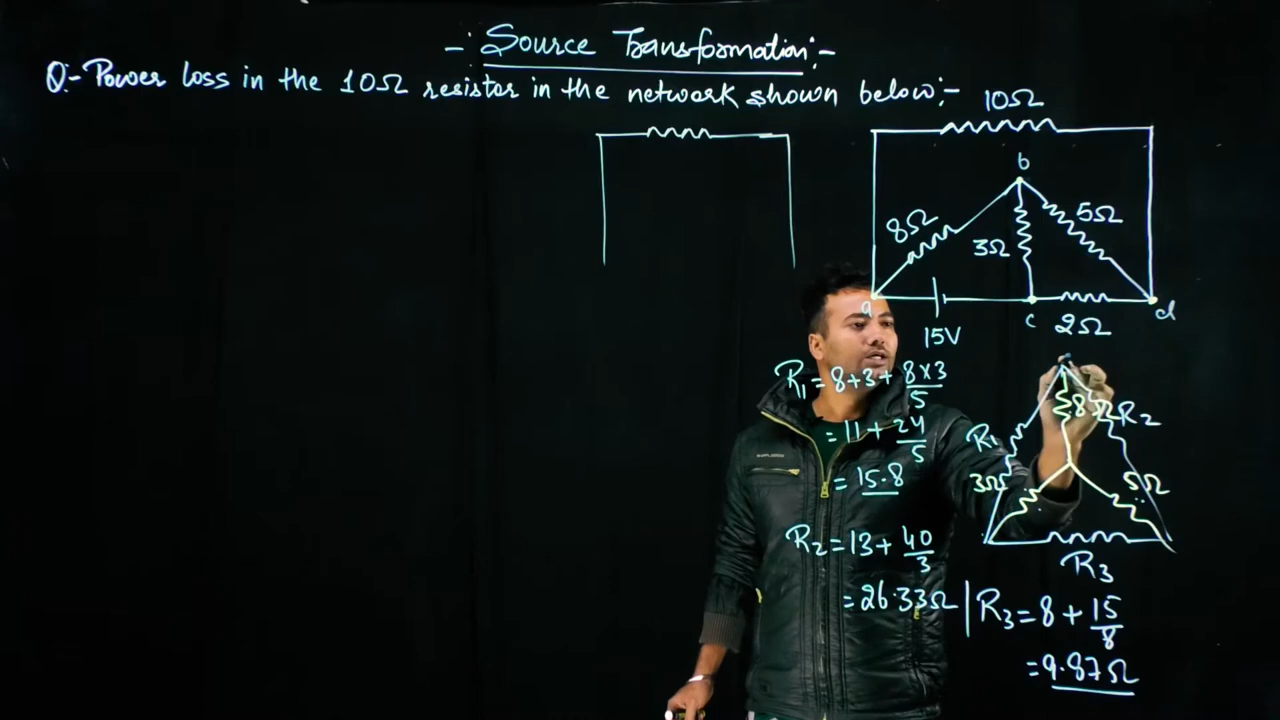 -: Source Transformation:-
Q:- Power loss in the 10Ω resistor in the network shown below:-
10Ω
b
8Ω
3Ω
5Ω
a
c
d
15V
2Ω
R1 = 8+3+ 8×3/5
= 11 + 24/5
= 15.8
R2 = 13 + 40/3
= 26.33Ω
R1
8Ω
R2
3Ω
5Ω
R3
R3 = 8 + 15/8
= 9.87Ω